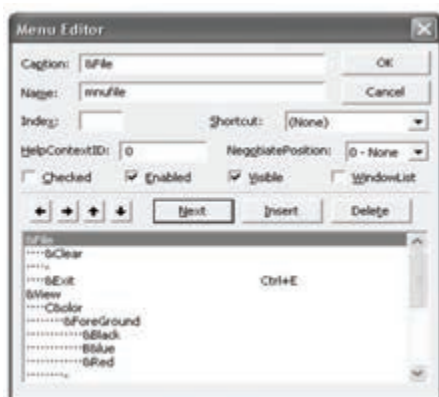 Menu Editor
Caption: &File OK
Name: mnufile Cancel
Index: Shortcut: (None)
HelpContextID: 0 NegotiatePosition: 0 - None
Checked Enabled Visible WindowList
Next Insert Delete
&File
····&Clear
····-
····&Exit Ctrl+E
&View
····C&olor
········&ForeGround
············&Black
············B&lue
············&Red
········-